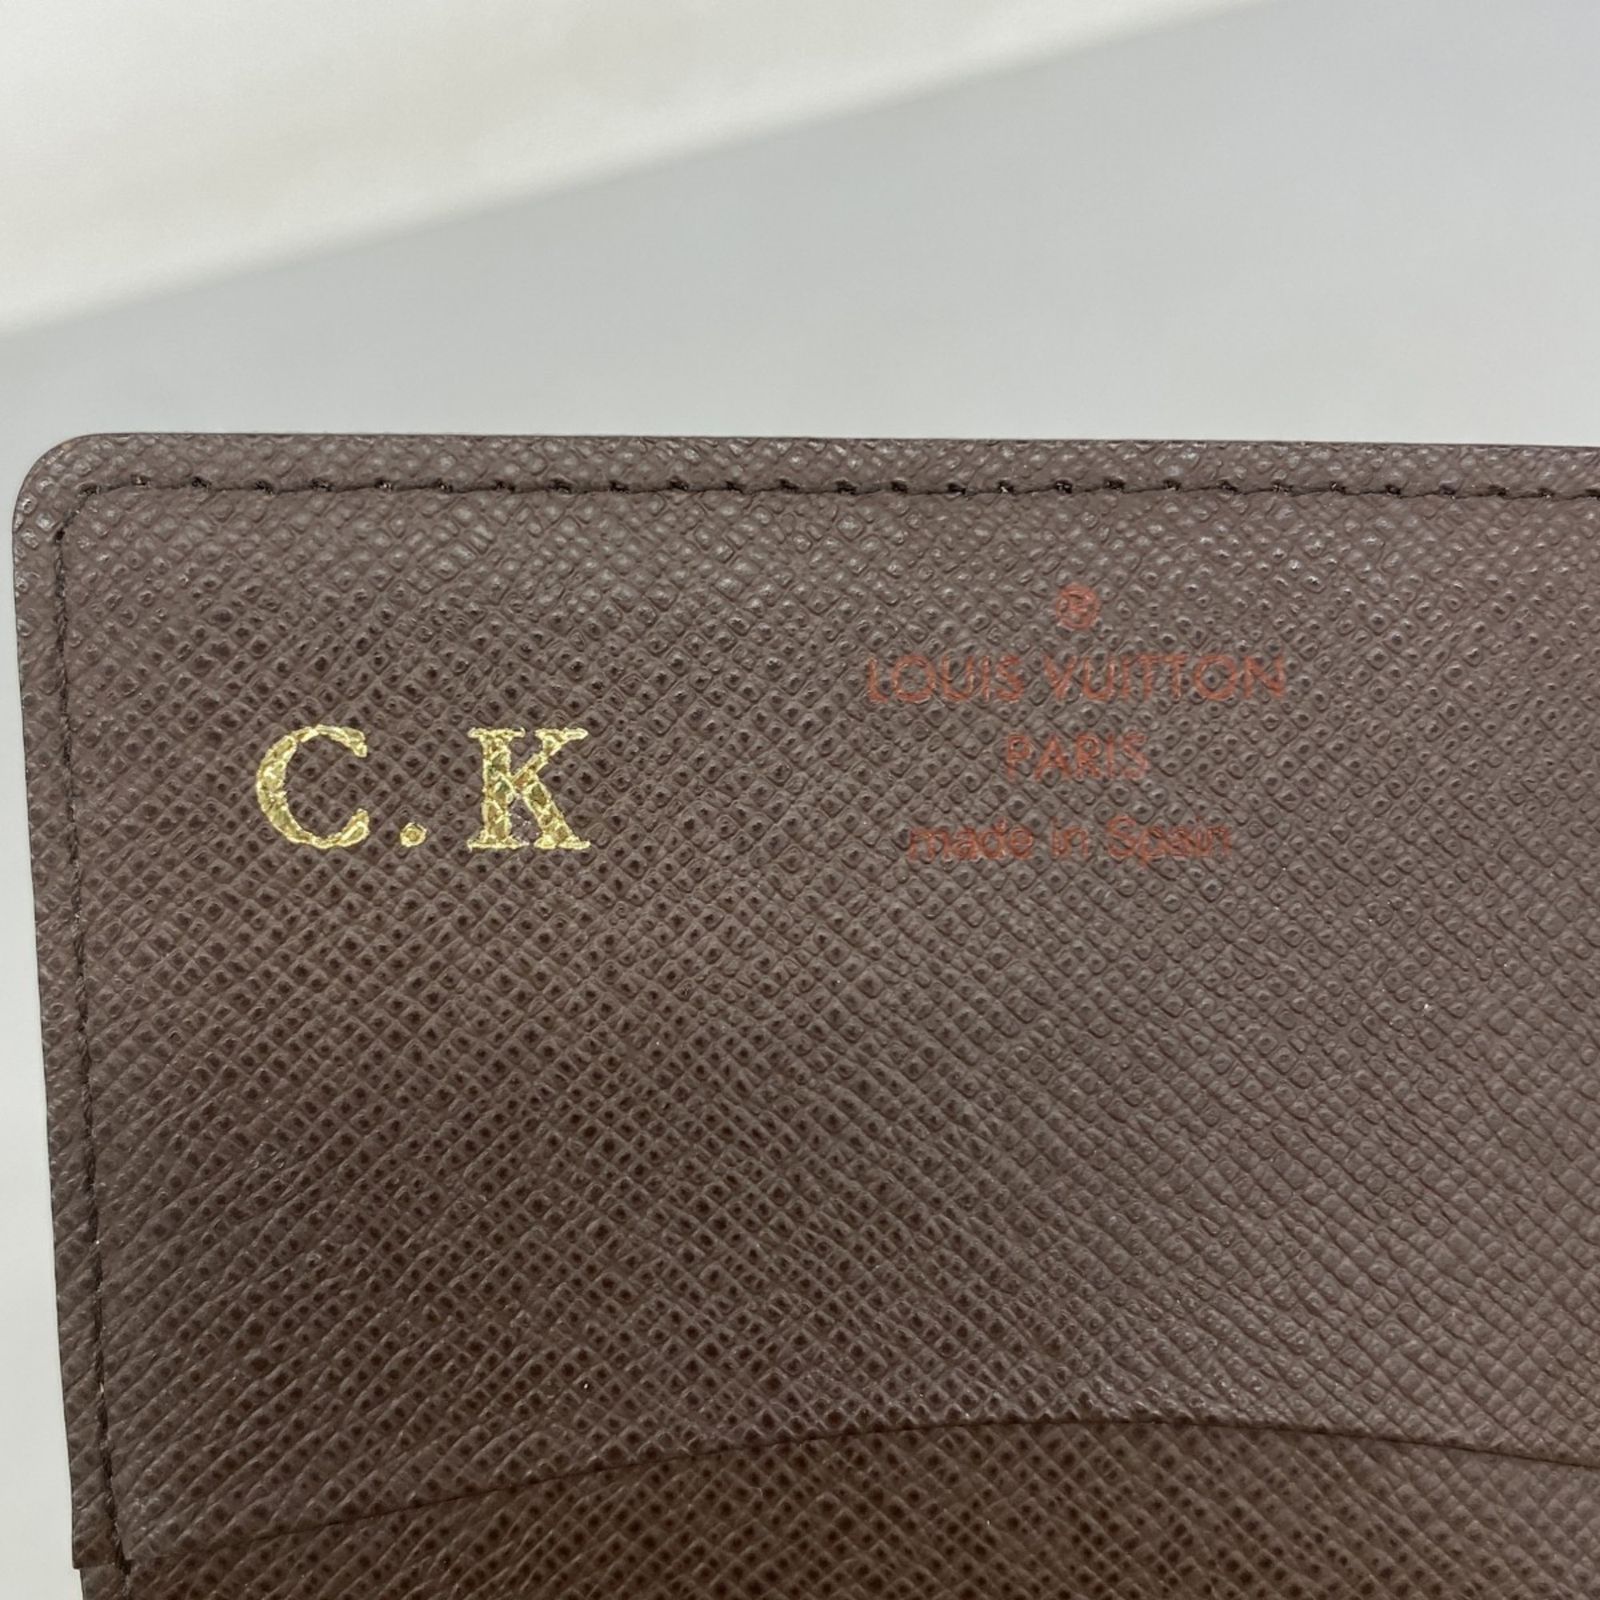 C.K
®
LOUIS VUITTON
PARIS
made in Spain